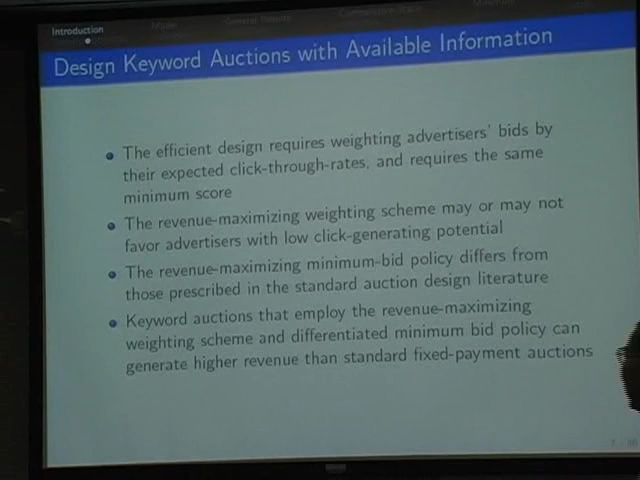 Introduction
Design Keyword Auctions with Available Information
The efficient design requires weighting advertisers' bids by
their expected click-through-rates, and requires the same
minimum score
The revenue-maximizing weighting scheme may or may not
favor advertisers with low click-generating potential
The revenue-maximizing minimum-bid policy differs from
those prescribed in the standard auction design literature
Keyword auctions that employ the revenue-maximizing
weighting scheme and differentiated minimum bid policy can
generate higher revenue than standard fixed-payment auctions